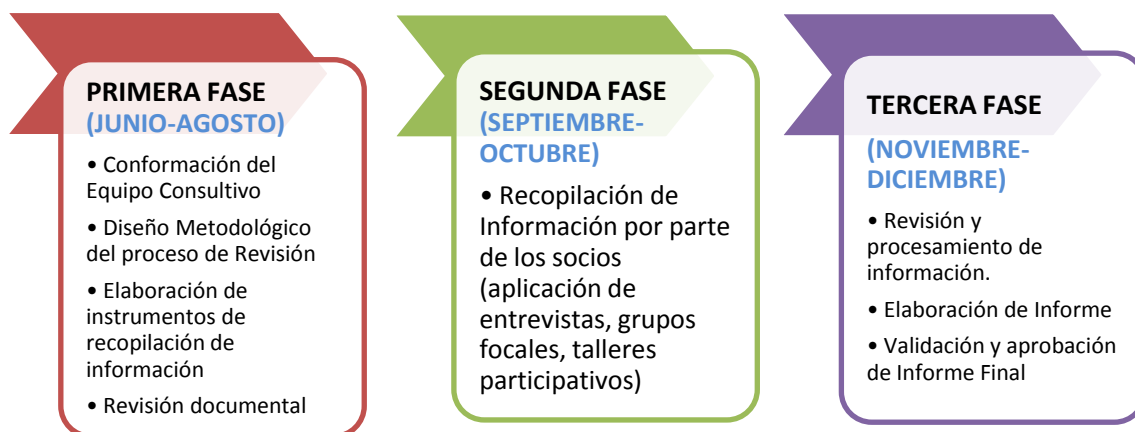 PRIMERA FASE
(JUNIO-AGOSTO)
• Conformación del
Equipo Consultivo
• Diseño Metodológico
del proceso de Revisión
• Elaboración de
instrumentos de
recopilación de
información
• Revisión documental
SEGUNDA FASE
(SEPTIEMBRE-
OCTUBRE)
• Recopilación de
Información por parte
de los socios
(aplicación de
entrevistas, grupos
focales, talleres
participativos)
TERCERA FASE
(NOVIEMBRE-
DICIEMBRE)
• Revisión y
procesamiento de
información.
• Elaboración de Informe
• Validación y aprobación
de Informe Final